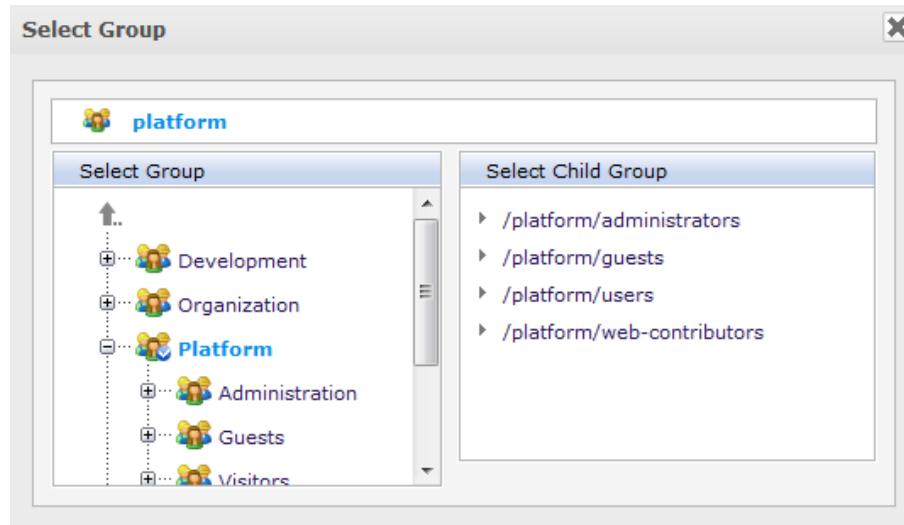 Select Group
platform
Select Group
..
Development
Organization
Platform
Administration
Guests
Visitors
Select Child Group
/platform/administrators
/platform/guests
/platform/users
/platform/web-contributors